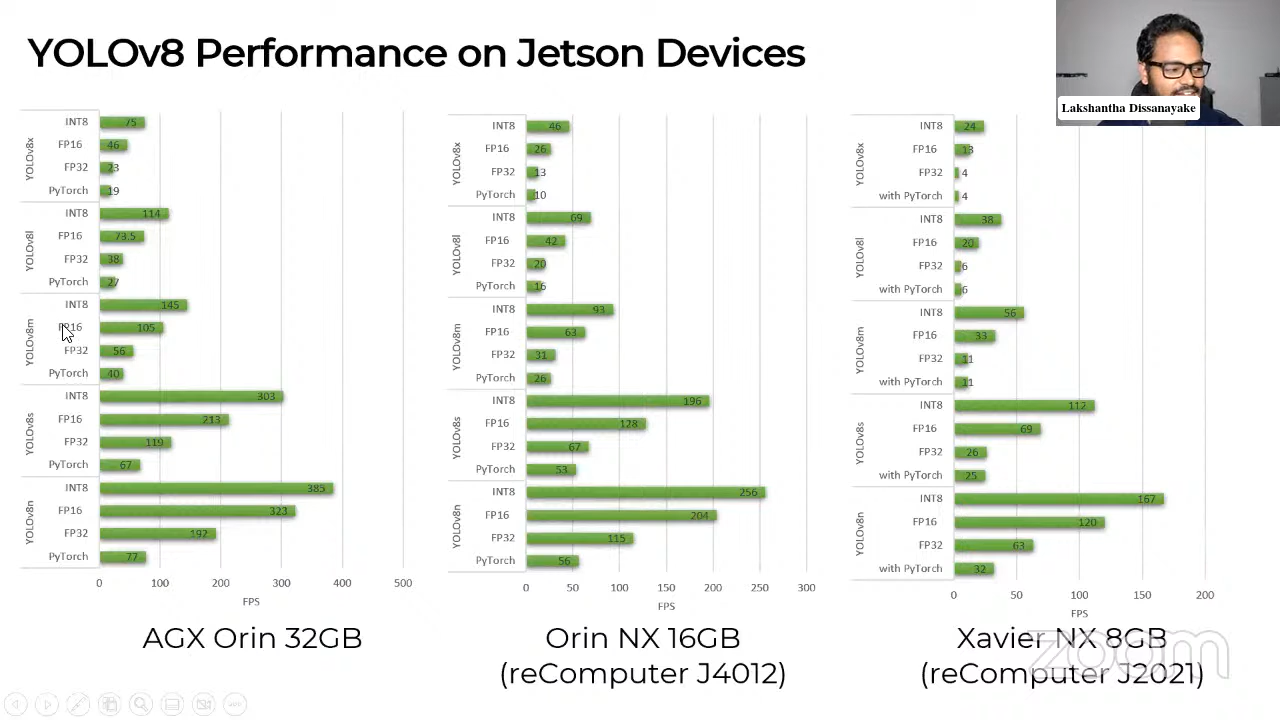 YOLOv8 Performance on Jetson Devices
Lakshantha Dissanayake
YOLOv8x
INT8 75
FP16 46
FP32 23
PyTorch 19
YOLOv8l
INT8 114
FP16 73.5
FP32 38
PyTorch 27
YOLOv8m
INT8 145
FP16 105
FP32 56
PyTorch 40
YOLOv8s
INT8 303
FP16 213
FP32 119
PyTorch 67
YOLOv8n
INT8 385
FP16 323
FP32 192
PyTorch 77
0 100 200 300 400 500
FPS
AGX Orin 32GB
YOLOv8x
INT8 46
FP16 26
FP32 13
PyTorch 10
YOLOv8l
INT8 69
FP16 42
FP32 20
PyTorch 16
YOLOv8m
INT8 93
FP16 63
FP32 31
PyTorch 26
YOLOv8s
INT8 196
FP16 128
FP32 67
PyTorch 53
YOLOv8n
INT8 256
FP16 204
FP32 115
PyTorch 56
0 50 100 150 200 250 300
FPS
Orin NX 16GB
(reComputer J4012)
YOLOv8x
INT8 24
FP16 13
FP32 4
with PyTorch 4
YOLOv8l
INT8 38
FP16 20
FP32 6
with PyTorch 6
YOLOv8m
INT8 56
FP16 33
FP32 11
with PyTorch 11
YOLOv8s
INT8 112
FP16 69
FP32 26
with PyTorch 25
YOLOv8n
INT8 167
FP16 120
FP32 63
with PyTorch 32
0 50 100 150 200
FPS
Xavier NX 8GB
(reComputer J2021)
zoom